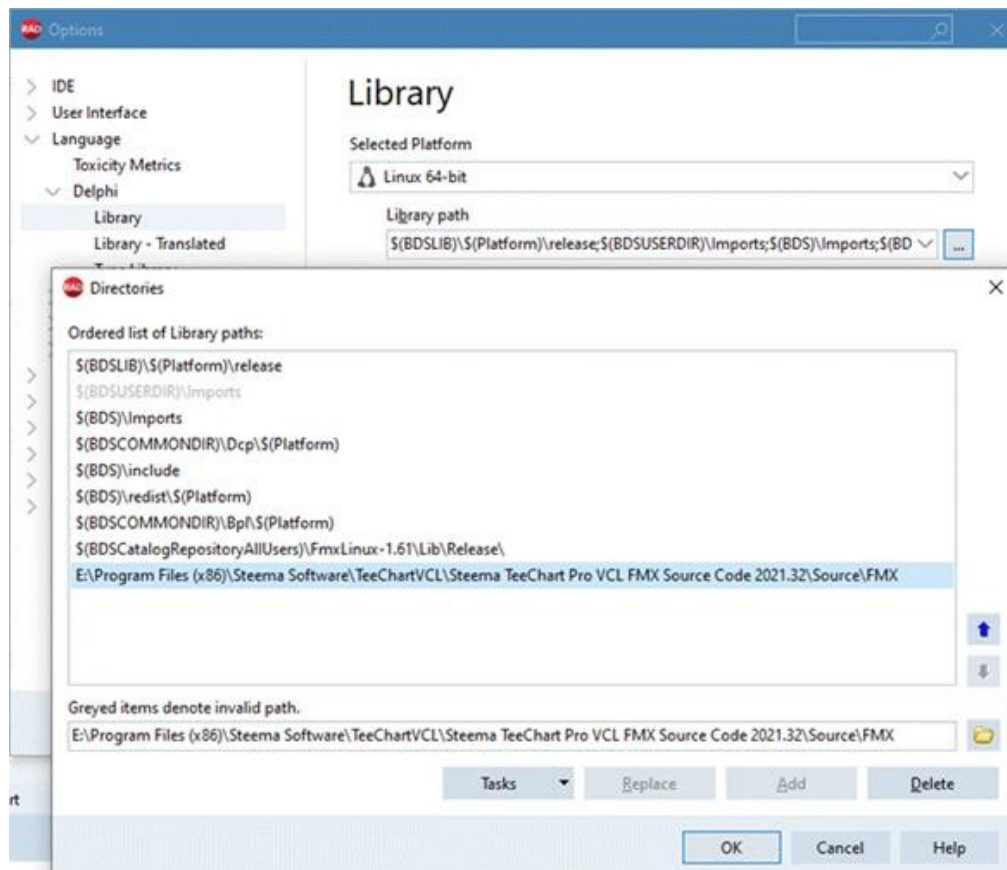 RAD Options
IDE
User Interface
Language
Toxicity Metrics
Delphi
Library
Library - Translated
Library
Selected Platform
Linux 64-bit
Library path
$(BDSLIB)\$(Platform)\release;$(BDSUSERDIR)\Imports;$(BDS)\Imports;$(BD
...
RAD Directories
Ordered list of Library paths:
$(BDSLIB)\$(Platform)\release
$(BDSUSERDIR)\Imports
$(BDS)\Imports
$(BDSCOMMONDIR)\Dcp\$(Platform)
$(BDS)\include
$(BDS)\redist\$(Platform)
$(BDSCOMMONDIR)\Bpl\$(Platform)
$(BDSCatalogRepositoryAllUsers)\FmxLinux-1.61\Lib\Release\
E:\Program Files (x86)\Steema Software\TeeChartVCL\Steema TeeChart Pro VCL FMX Source Code 2021.32\Source\FMX
Greyed items denote invalid path.
E:\Program Files (x86)\Steema Software\TeeChartVCL\Steema TeeChart Pro VCL FMX Source Code 2021.32\Source\FMX
Tasks Replace Add Delete
rt
OK Cancel Help